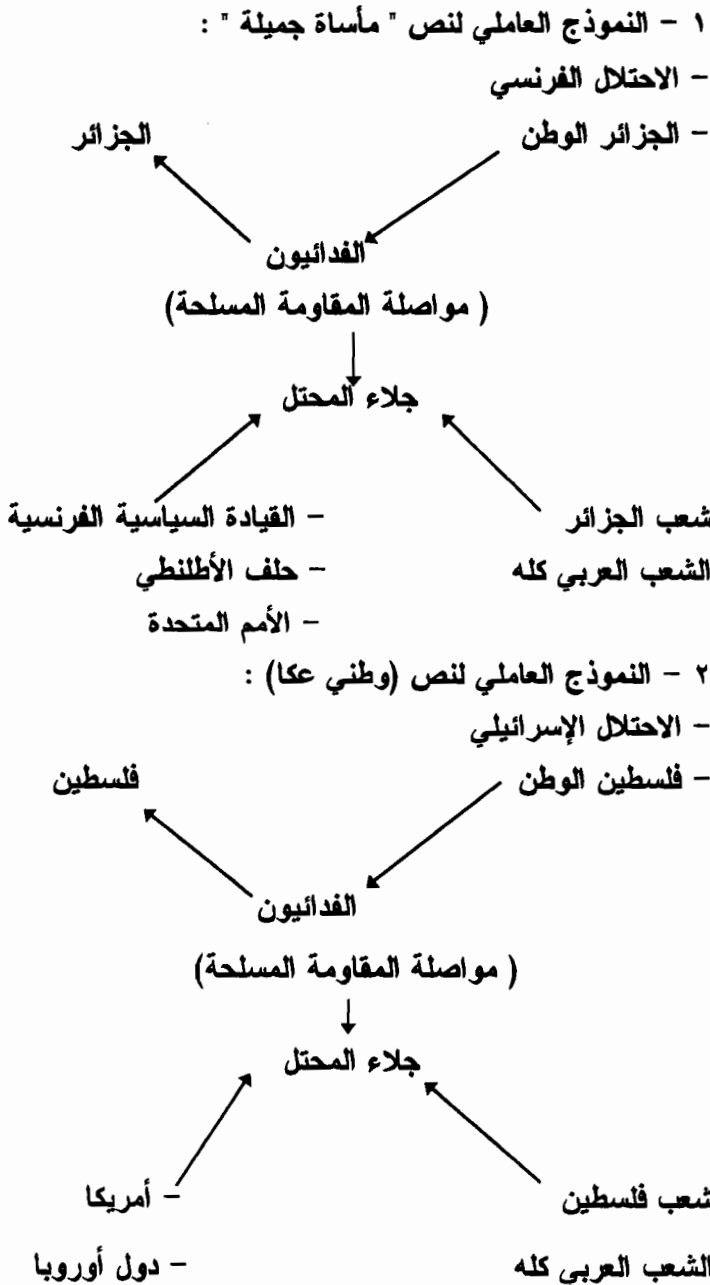 ١ - النموذج العاملي لنص " مأساة جميلة " :
- الاحتلال الفرنسي
- الجزائر الوطن الجزائر
الفدائيون
( مواصلة المقاومة المسلحة)
جلاء المحتل
شعب الجزائر - القيادة السياسية الفرنسية
الشعب العربي كله - حلف الأطلنطي
- الأمم المتحدة
٢ - النموذج العاملي لنص (وطني عكا) :
- الاحتلال الإسرائيلي
- فلسطين الوطن فلسطين
الفدائيون
( مواصلة المقاومة المسلحة)
جلاء المحتل
شعب فلسطين - أمريكا
الشعب العربي كله - دول أوروبا